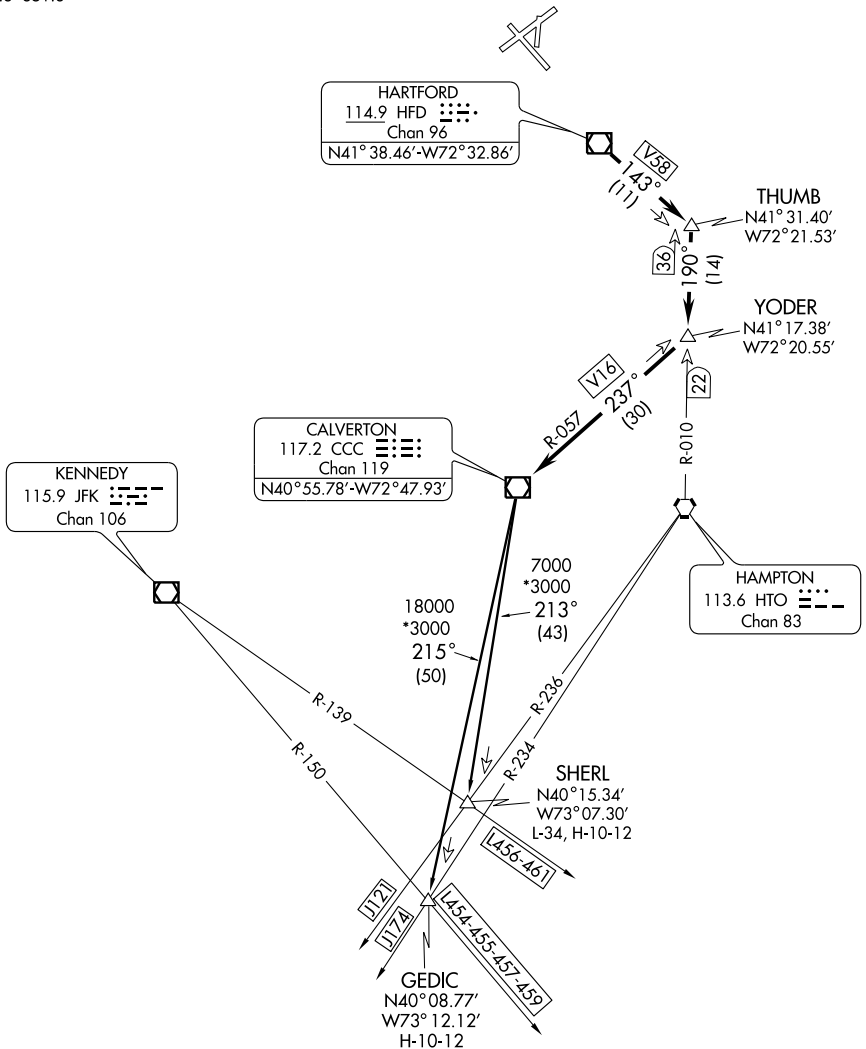 HARTFORD
114.9 HFD
Chan 96
N41° 38.46'-W72° 32.86'
V58
143°
(11)
THUMB
N41° 31.40'
W72° 21.53'
36
190°
(14)
YODER
N41° 17.38'
W72° 20.55'
V16
237°
(30)
R-057
22
R-010
CALVERTON
117.2 CCC
Chan 119
N40° 55.78'-W72° 47.93'
KENNEDY
115.9 JFK
Chan 106
HAMPTON
113.6 HTO
Chan 83
7000
*3000
213°
(43)
18000
*3000
215°
(50)
R-139
R-150
R-236
R-234
SHERL
N40° 15.34'
W73° 07.30'
L-34, H-10-12
L456-461
J121
J174
L454-455-457-459
GEDIC
N40° 08.77'
W73° 12.12'
H-10-12